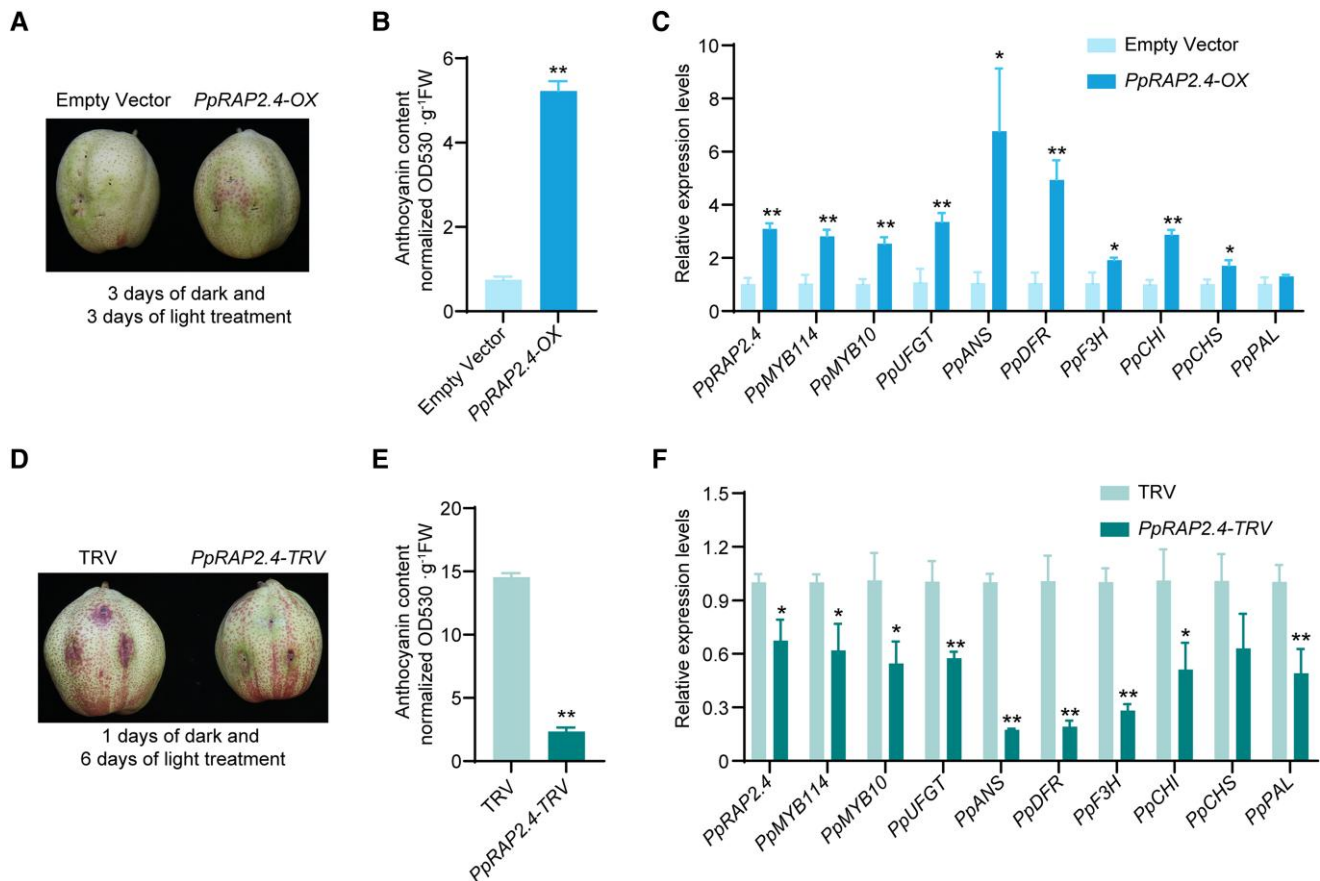 A
Empty Vector PpRAP2.4-OX
3 days of dark and
3 days of light treatment
B
Anthocyanin content
normalized OD530 ·g⁻¹FW
6
4
2
0
**
Empty Vector
PpRAP2.4-OX
C
Relative expression levels
10
8
6
4
2
0
Empty Vector
PpRAP2.4-OX
** ** ** ** * ** * ** *
PpRAP2.4
PpMYB114
PpMYB10
PpUFGT
PpANS
PpDFR
PpF3H
PpCHI
PpCHS
PpPAL
D
TRV PpRAP2.4-TRV
1 days of dark and
6 days of light treatment
E
Anthocyanin content
normalized OD530 ·g⁻¹FW
20
15
10
5
0
**
TRV
PpRAP2.4-TRV
F
Relative expression levels
1.5
1.2
0.9
0.6
0.3
0
TRV
PpRAP2.4-TRV
* * * ** ** ** ** * **
PpRAP2.4
PpMYB114
PpMYB10
PpUFGT
PpANS
PpDFR
PpF3H
PpCHI
PpCHS
PpPAL